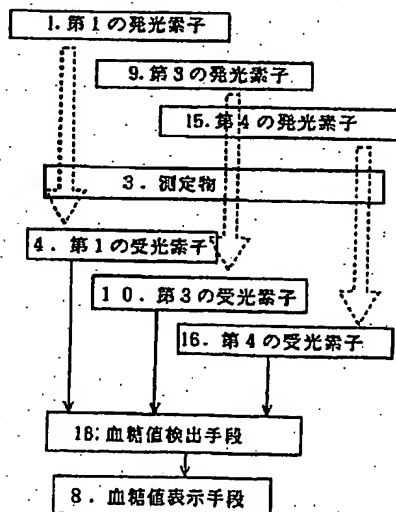 1.第1の発光素子
9.第3の発光素子
15.第4の発光素子
3.測定物
4.第1の受光素子
10.第3の受光素子
16.第4の受光素子
18:血糖値検出手段
8.血糖値表示手段